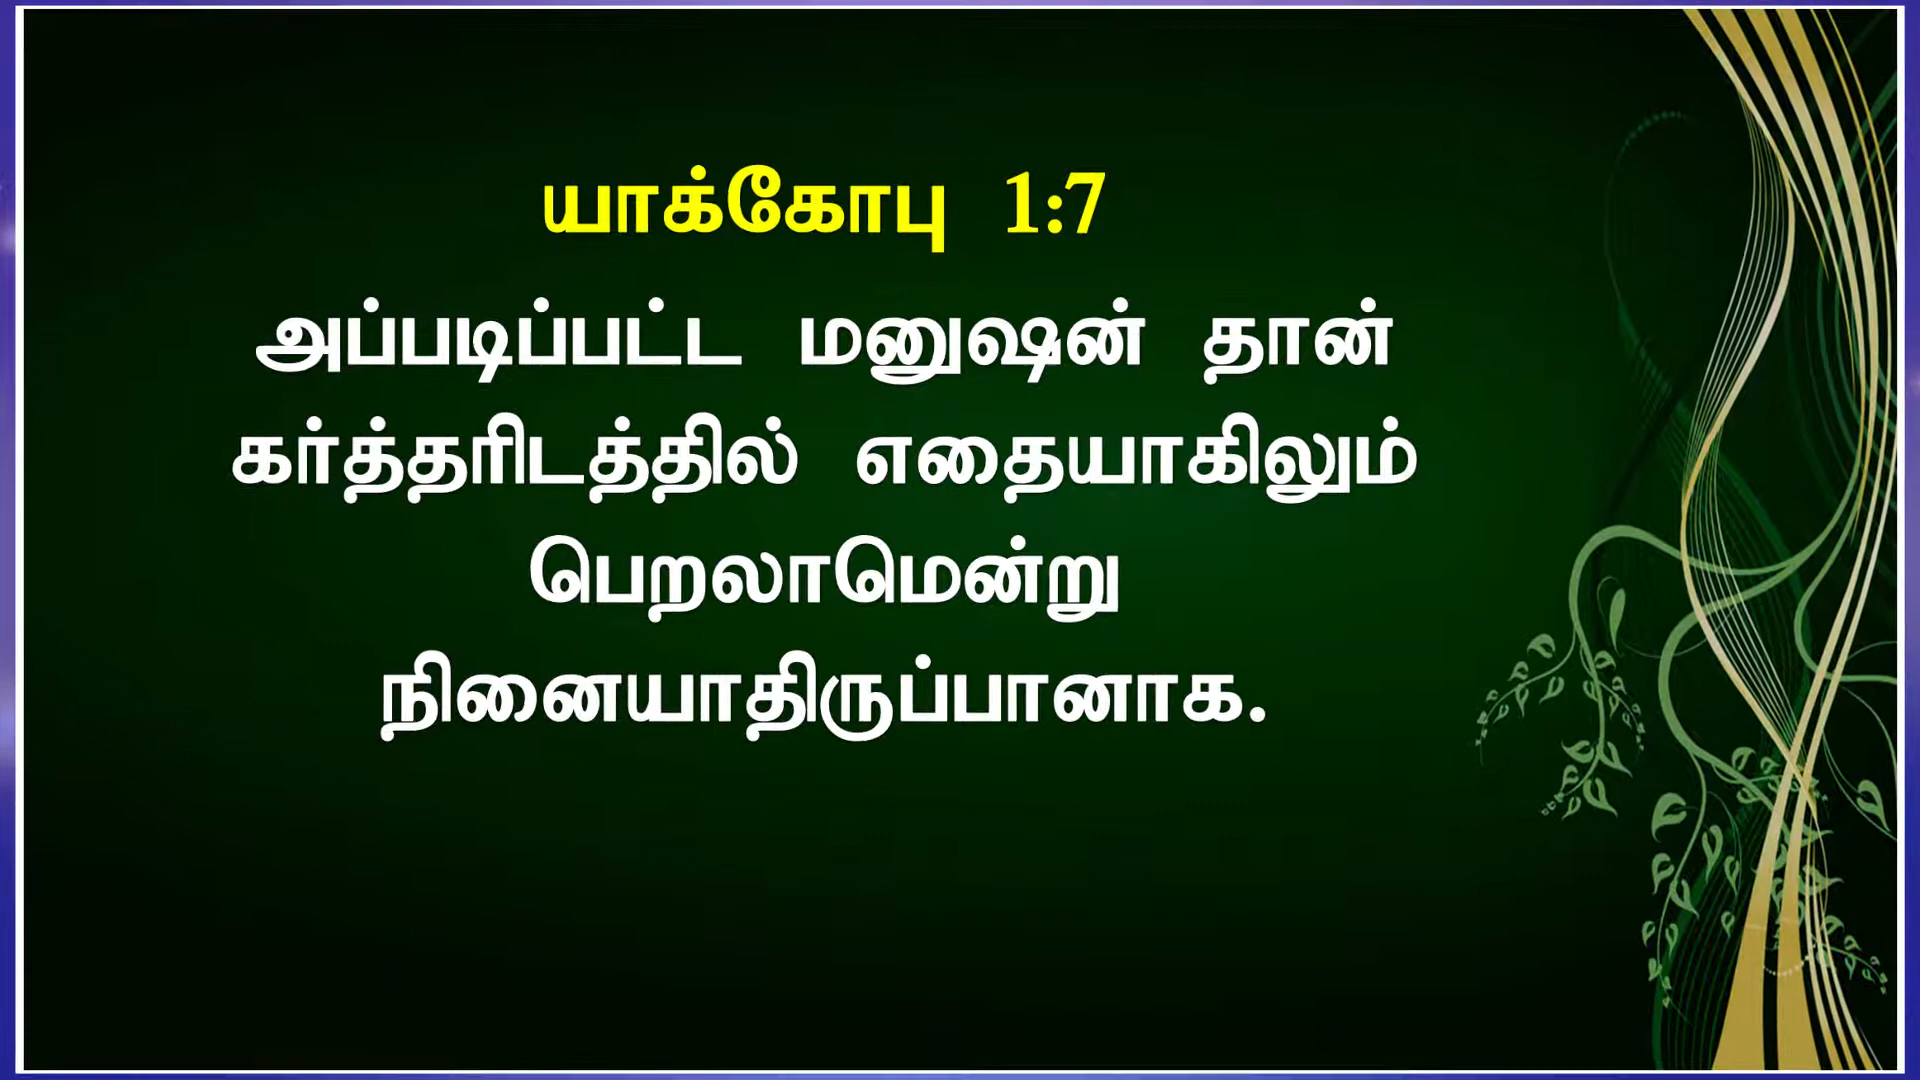 யாக்கோபு 1:7
அப்படிப்பட்ட மனுஷன் தான்
கர்த்தரிடத்தில் எதையாகிலும்
பெறலாமென்று
நினையாதிருப்பானாக.